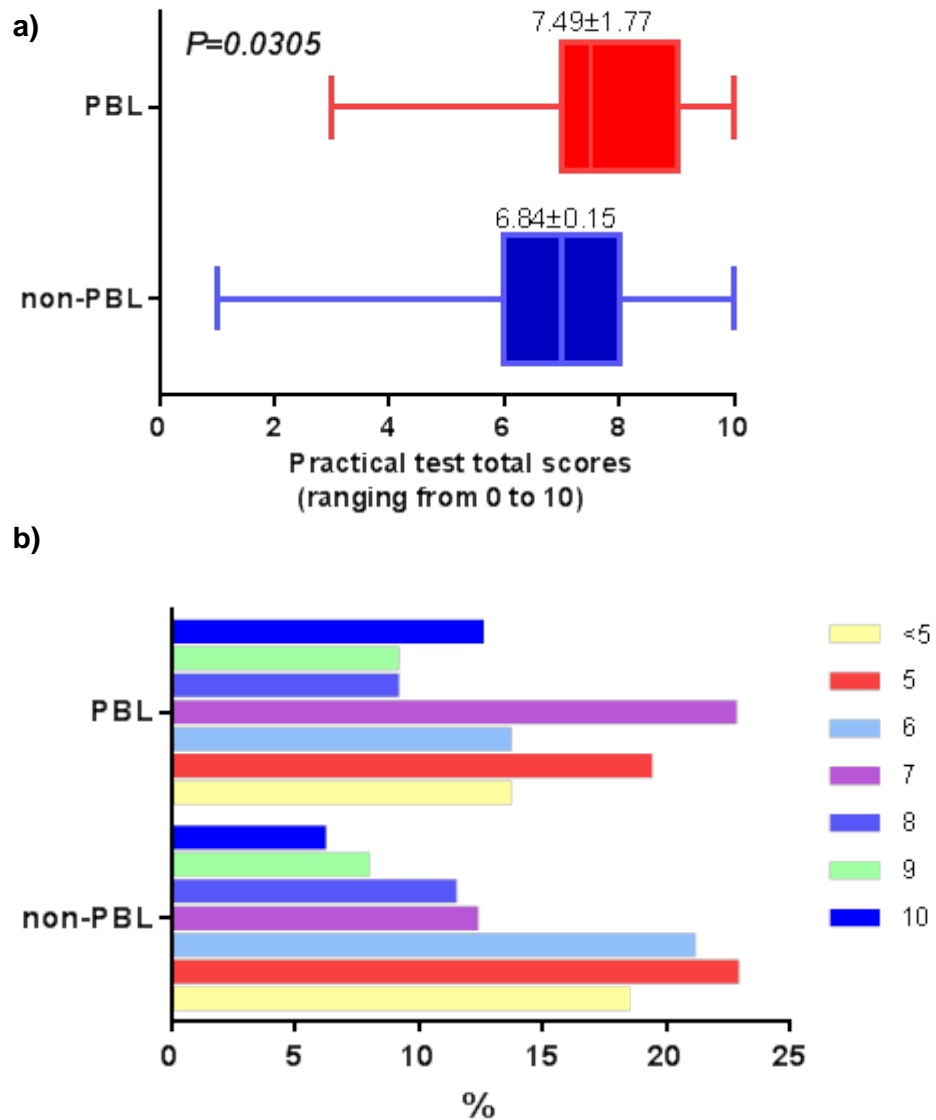 a)
P=0.0305
7.49±1.77
PBL
6.84±0.15
non-PBL
0 2 4 6 8 10
Practical test total scores
(ranging from 0 to 10)
b)
PBL
non-PBL
0 5 10 15 20 25
%
<5
5
6
7
8
9
10